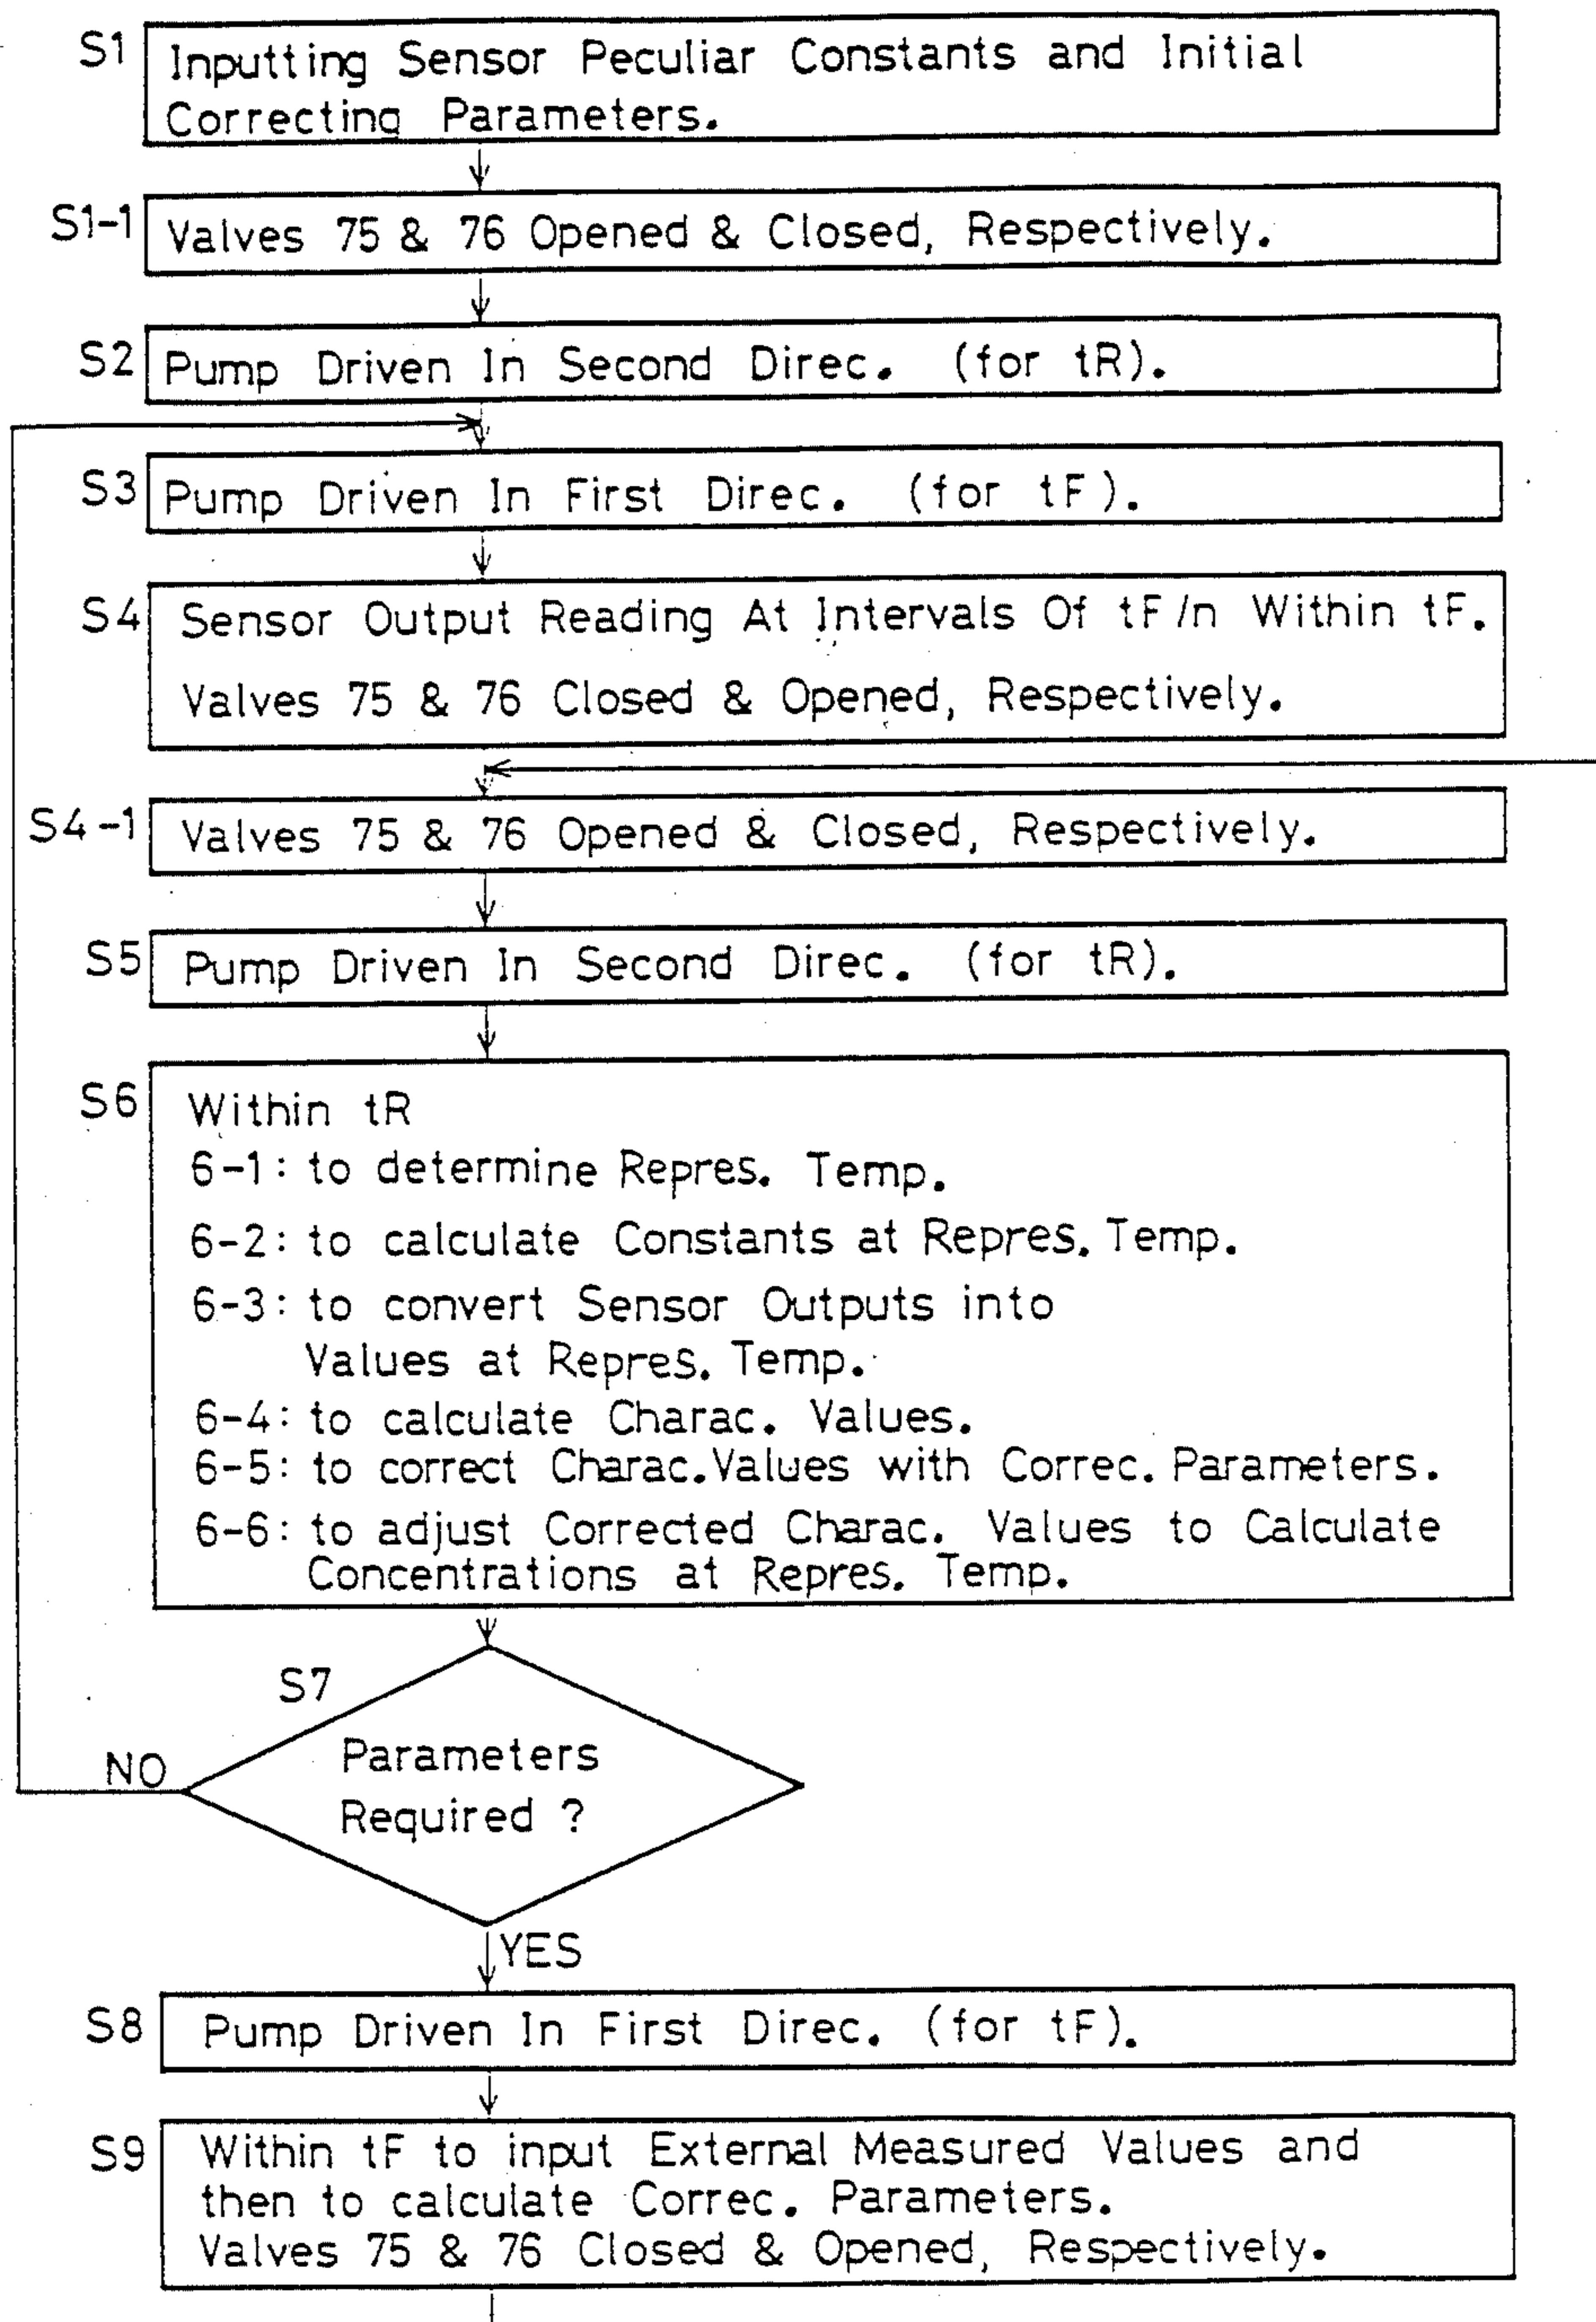 S1 Inputting Sensor Peculiar Constants and Initial
Correcting Parameters.
S1-1 Valves 75 & 76 Opened & Closed, Respectively.
S2 Pump Driven In Second Direc. (for tR).
S3 Pump Driven In First Direc. (for tF).
S4 Sensor Output Reading At Intervals Of tF/n Within tF.
Valves 75 & 76 Closed & Opened, Respectively.
S4-1 Valves 75 & 76 Opened & Closed, Respectively.
S5 Pump Driven In Second Direc. (for tR).
S6 Within tR
6-1: to determine Repres. Temp.
6-2: to calculate Constants at Repres. Temp.
6-3: to convert Sensor Outputs into
Values at Repres. Temp.
6-4: to calculate Charac. Values.
6-5: to correct Charac. Values with Correc. Parameters.
6-6: to adjust Corrected Charac. Values to Calculate
Concentrations at Repres. Temp.
S7
Parameters
NO
Required ?
YES
S8 Pump Driven In First Direc. (for tF).
S9 Within tF to input External Measured Values and
then to calculate Correc. Parameters.
Valves 75 & 76 Closed & Opened, Respectively.